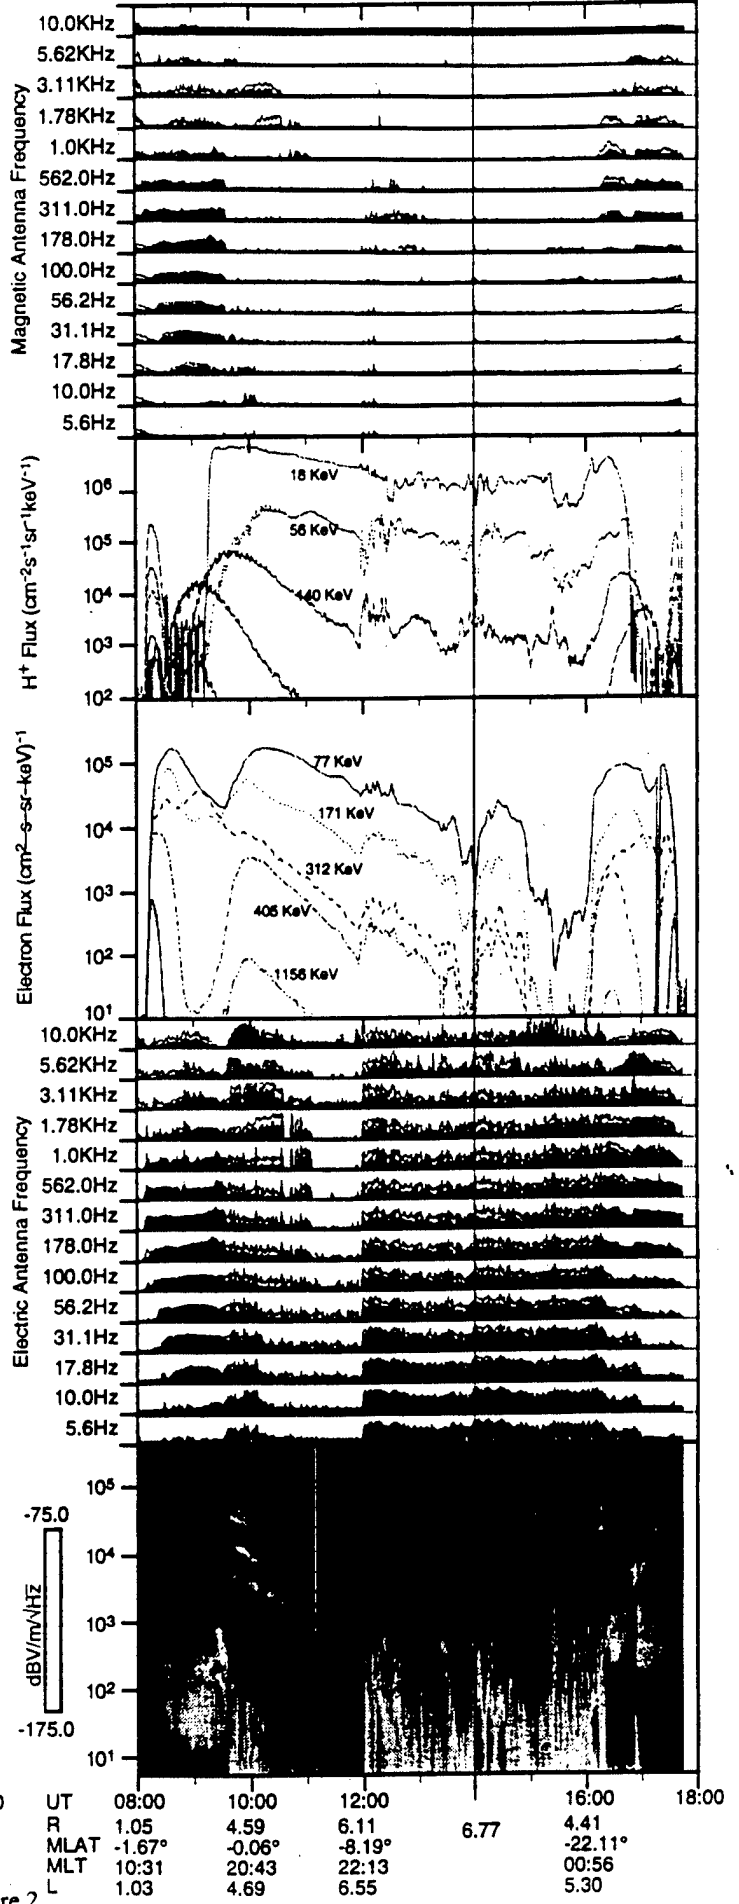 Magnetic Antenna Frequency
10.0KHz
5.62KHz
3.11KHz
1.78KHz
1.0KHz
562.0Hz
311.0Hz
178.0Hz
100.0Hz
56.2Hz
31.1Hz
17.8Hz
10.0Hz
5.6Hz
H⁺ Flux (cm⁻²s⁻¹sr⁻¹keV⁻¹)
10⁶
10⁵
10⁴
10³
10²
18 KeV
56 KeV
440 KeV
Electron Flux (cm²-s-sr-keV)⁻¹
10⁵
10⁴
10³
10²
10¹
77 KeV
171 KeV
312 KeV
405 KeV
1156 KeV
Electric Antenna Frequency
10.0KHz
5.62KHz
3.11KHz
1.78KHz
1.0KHz
562.0Hz
311.0Hz
178.0Hz
100.0Hz
56.2Hz
31.1Hz
17.8Hz
10.0Hz
5.6Hz
-75.0
dBV/m/√Hz
-175.0
10⁵
10⁴
10³
10²
10¹
UT 08:00 10:00 12:00 14:00 16:00 18:00
R 1.05 4.59 6.11 6.77 4.41
MLAT -1.67° -0.06° -8.19° -22.11°
MLT 10:31 20:43 22:13 00:56
L 1.03 4.69 6.55 5.30
re 2